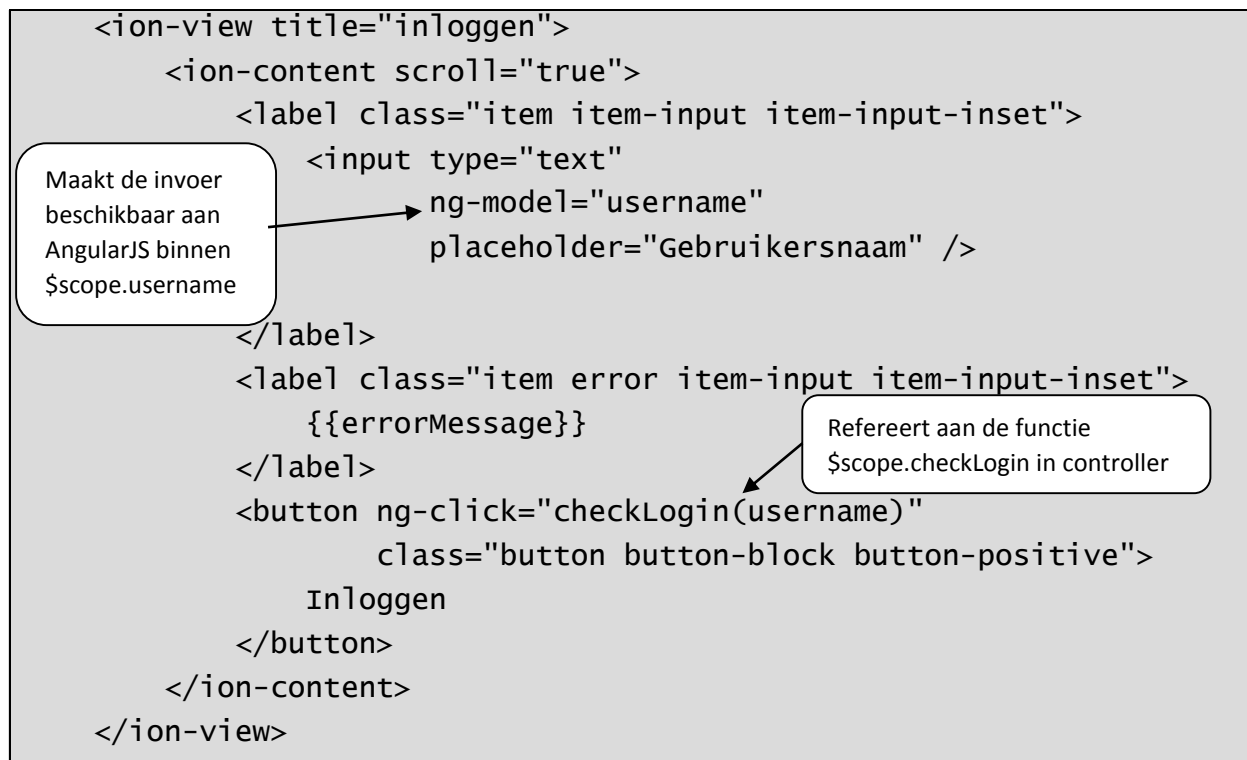 <ion-view title="inloggen">
<ion-content scroll="true">
<label class="item item-input item-input-inset">
<input type="text"
Maakt de invoer
beschikbaar aan
AngularJS binnen
$scope.username
ng-model="username"
placeholder="Gebruikersnaam" />
</label>
<label class="item error item-input item-input-inset">
{{errorMessage}}
Refereert aan de functie
$scope.checkLogin in controller
</label>
<button ng-click="checkLogin(username)"
class="button button-block button-positive">
Inloggen
</button>
</ion-content>
</ion-view>